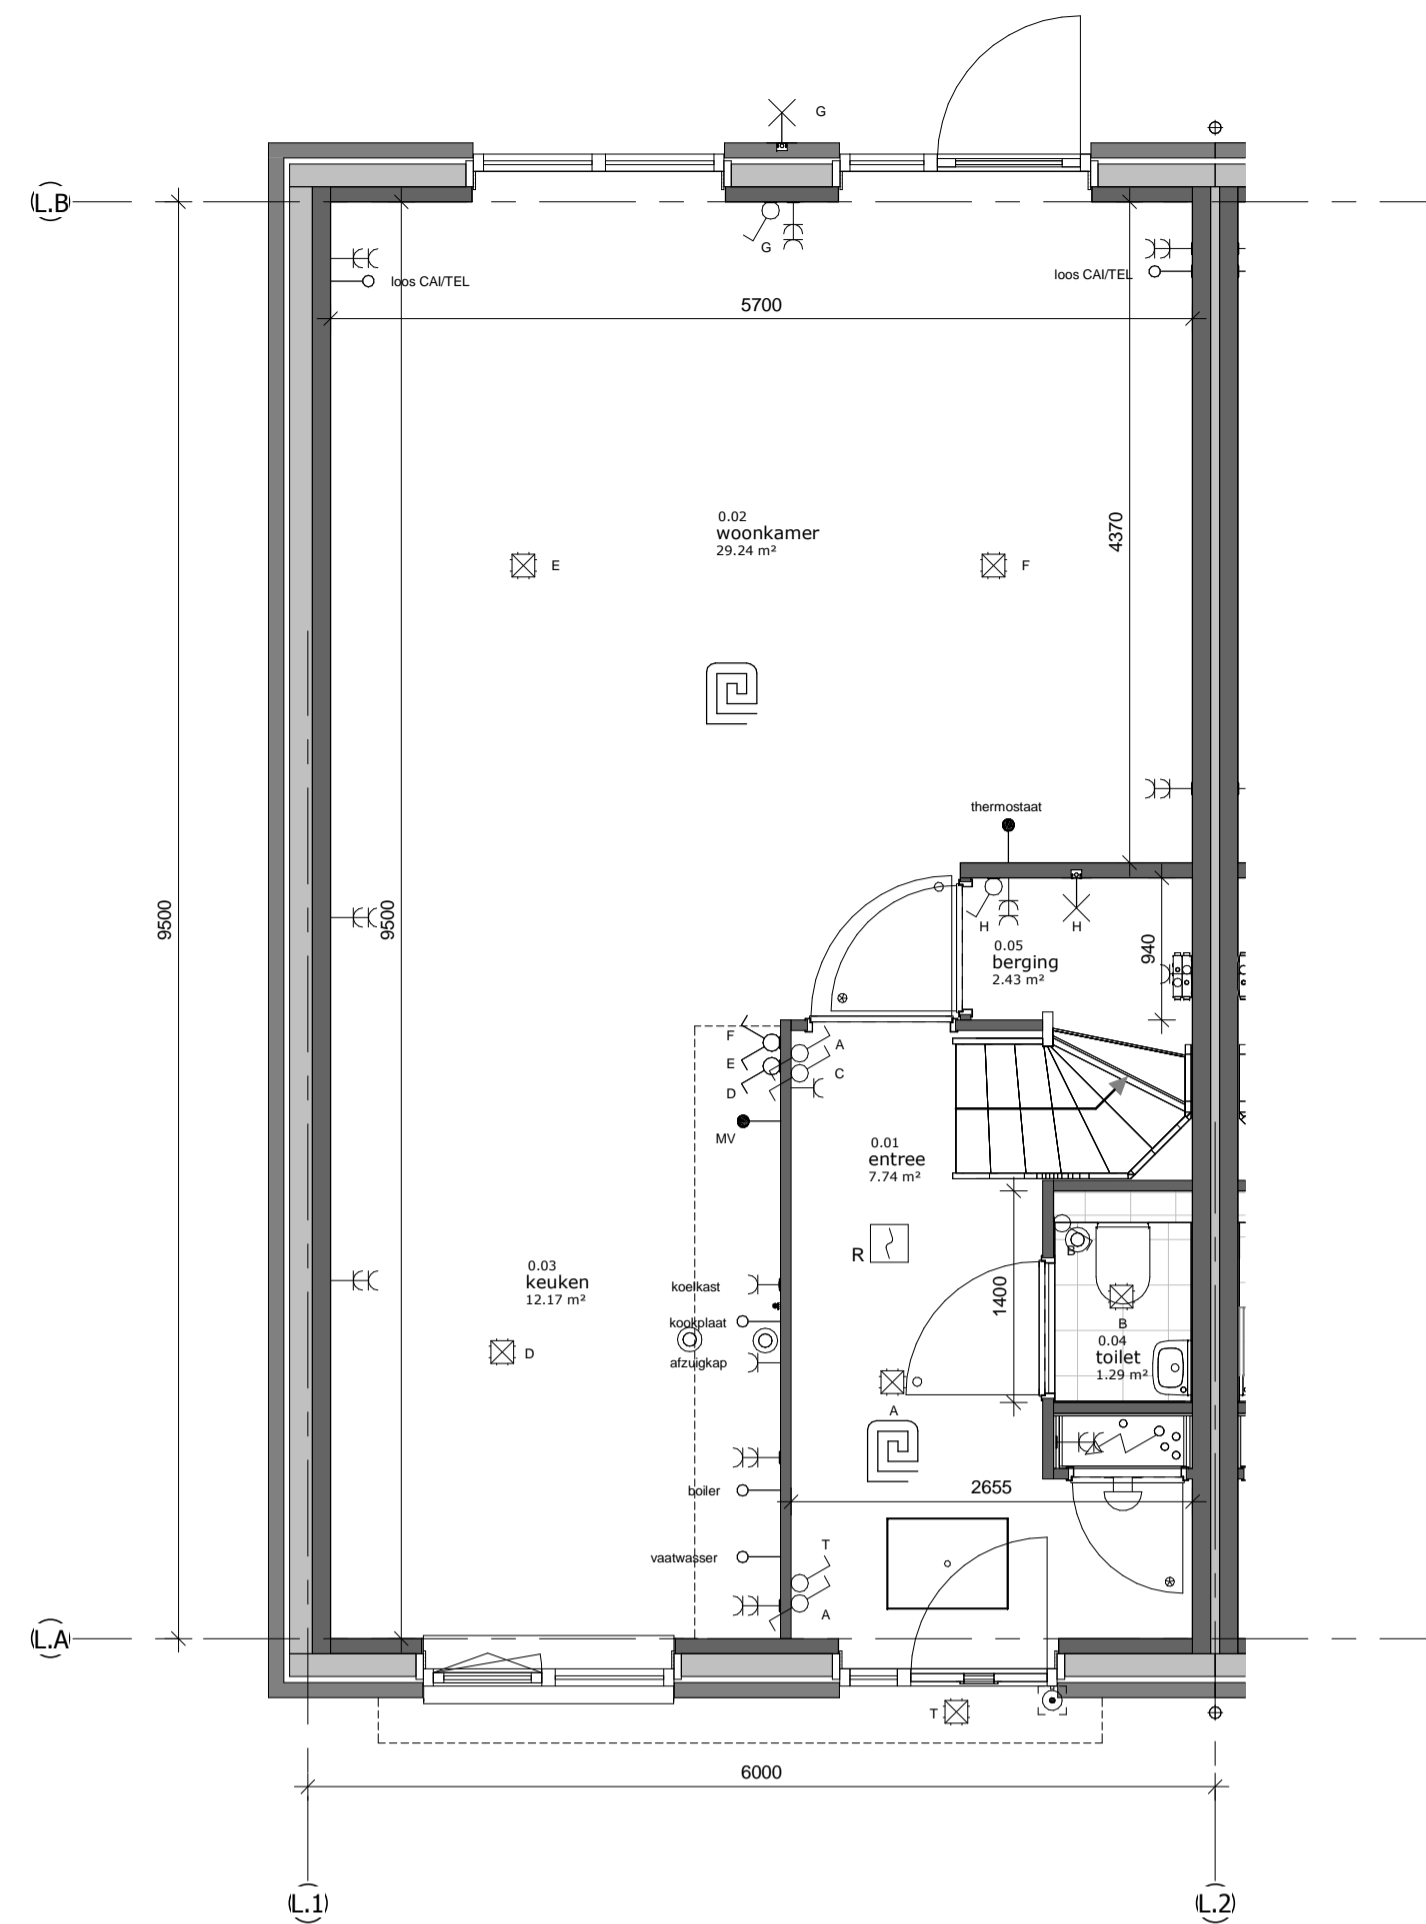 G
L.B
G
loos CAI/TEL
loos CAI/TEL
5700
0.02
woonkamer
29.24 m²
4370
E
F
thermostaat
9500
9500
H
H
0.05
berging
2.43 m²
940
F
A
E
C
D
MV
0.01
entree
7.74 m²
R
B
0.03
keuken
12.17 m²
koelkast
1400
kookplaat
B
D
afzuigkap
0.04
toilet
1.29 m²
A
boiler
2655
T
vaatwasser
A
L.A
T
6000
L.1
L.2